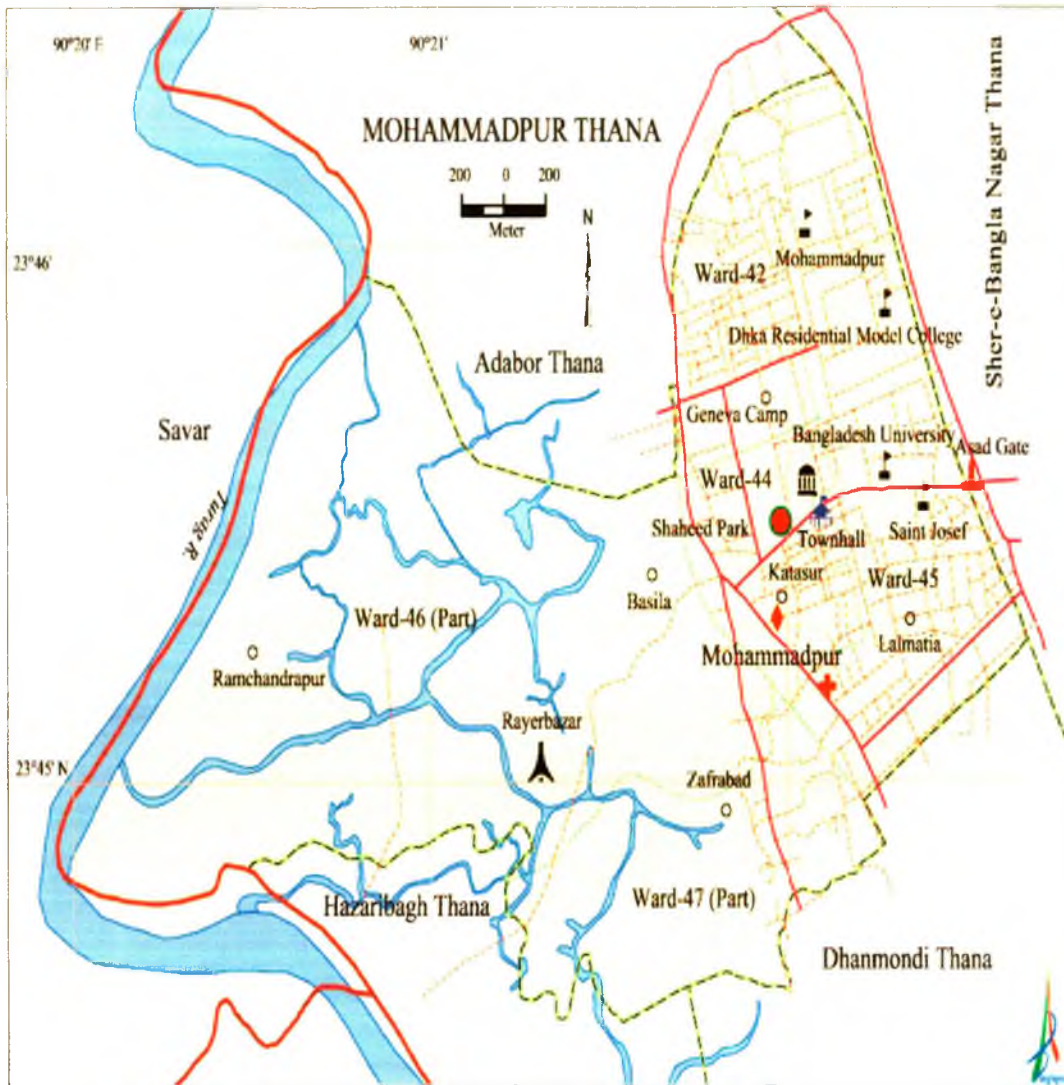 90°20' E
90°21'
MOHAMMADPUR THANA
200 0 200
Meter
N
Sher-e-Bangla Nagar Thana
23°46'
Mohammadpur
Ward-42
Dhka Residential Model College
Adabor Thana
Geneva Camp
Savar
Bangladesh University
Asad Gate
Ward-44
Turag R.
Shaheed Park
Townhall
Saint Josef
Katasur
Ward-45
Basila
Ward-46 (Part)
Lalmatia
Mohammadpur
Ramchandrapur
Rayerbazar
23°45' N
Zafrabad
Hazaribagh Thana
Ward-47 (Part)
Dhanmondi Thana